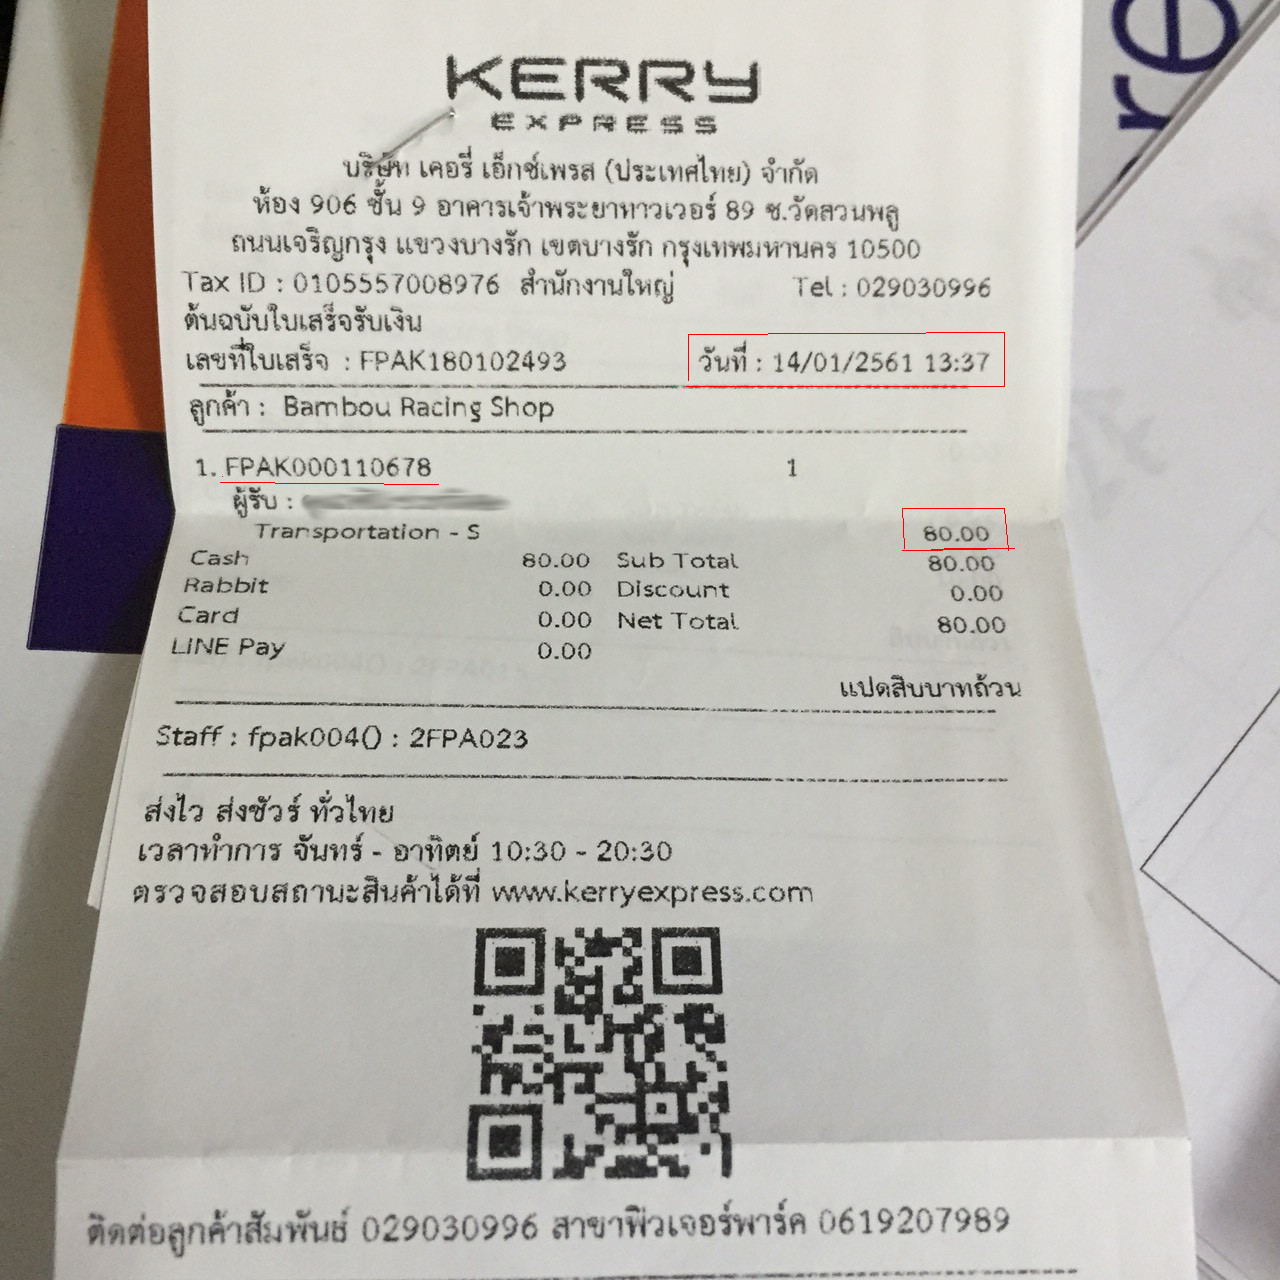 re
KERRY
EXPRESS
บริษัท เคอรี่ เอ็กซ์เพรส (ประเทศไทย) จำกัด
ห้อง 906 ชั้น 9 อาคารเจ้าพระยาทาวเวอร์ 89 ซ.วัดสวนพลู
ถนนเจริญกรุง แขวงบางรัก เขตบางรัก กรุงเทพมหานคร 10500
Tax ID : 0105557008976 สำนักงานใหญ่ Tel : 029030996
ต้นฉบับใบเสร็จรับเงิน
เลขที่ใบเสร็จ : FPAK180102493 วันที่ : 14/01/2561 13:37
ลูกค้า : Bambou Racing Shop
1. FPAK000110678 1
ผู้รับ :
Transportation - S 80.00
Cash 80.00 Sub Total 80.00
Rabbit 0.00 Discount 0.00
Card 0.00 Net Total 80.00
LINE Pay 0.00
แปดสิบบาทถ้วน
Staff : fpak004() : 2FPA023
ส่งไว ส่งชัวร์ ทั่วไทย
เวลาทำการ จันทร์ - อาทิตย์ 10:30 - 20:30
ตรวจสอบสถานะสินค้าได้ที่ www.kerryexpress.com
ติดต่อลูกค้าสัมพันธ์ 029030996 สาขาฟิวเจอร์พาร์ค 0619207989